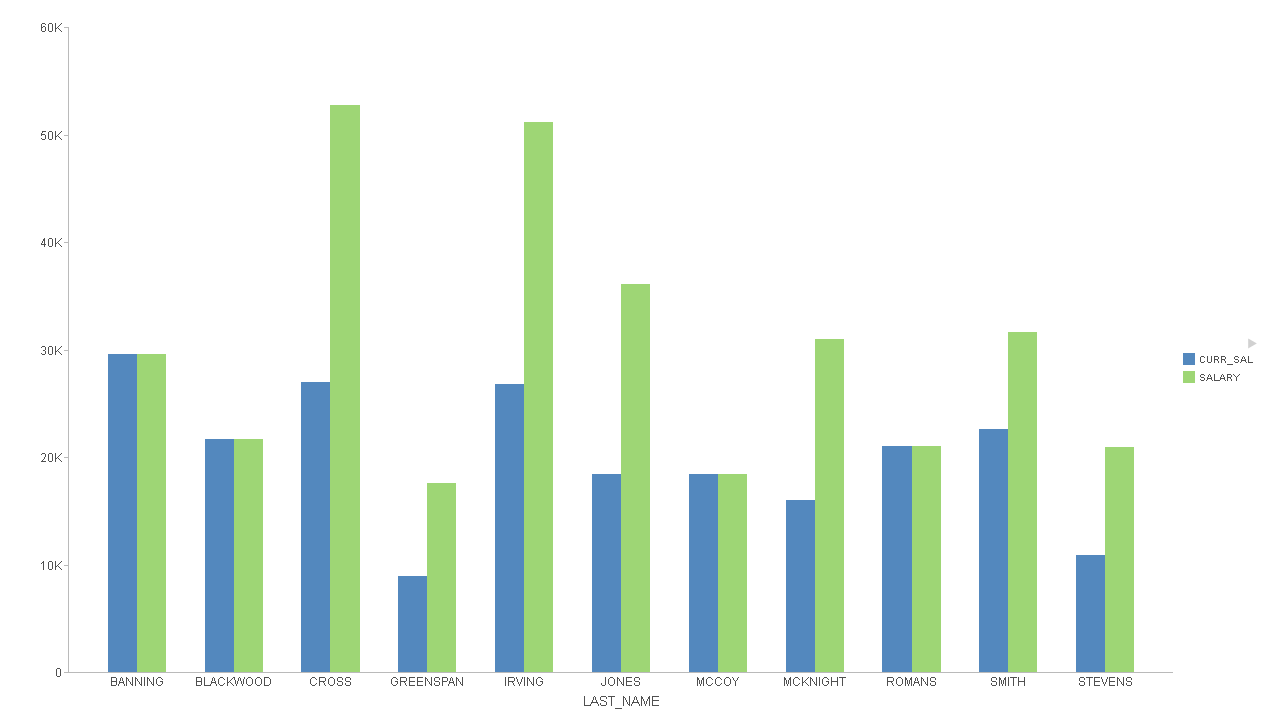 60K
50K
40K
30K
20K
10K
0
BANNING BLACKWOOD CROSS GREENSPAN IRVING JONES MCCOY MCKNIGHT ROMANS SMITH STEVENS
LAST_NAME
CURR_SAL
SALARY